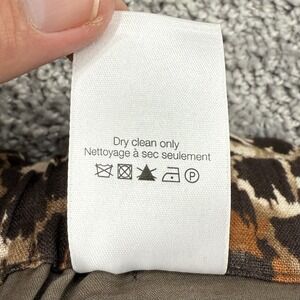 Dry clean only
Nettoyage à sec seulement
P